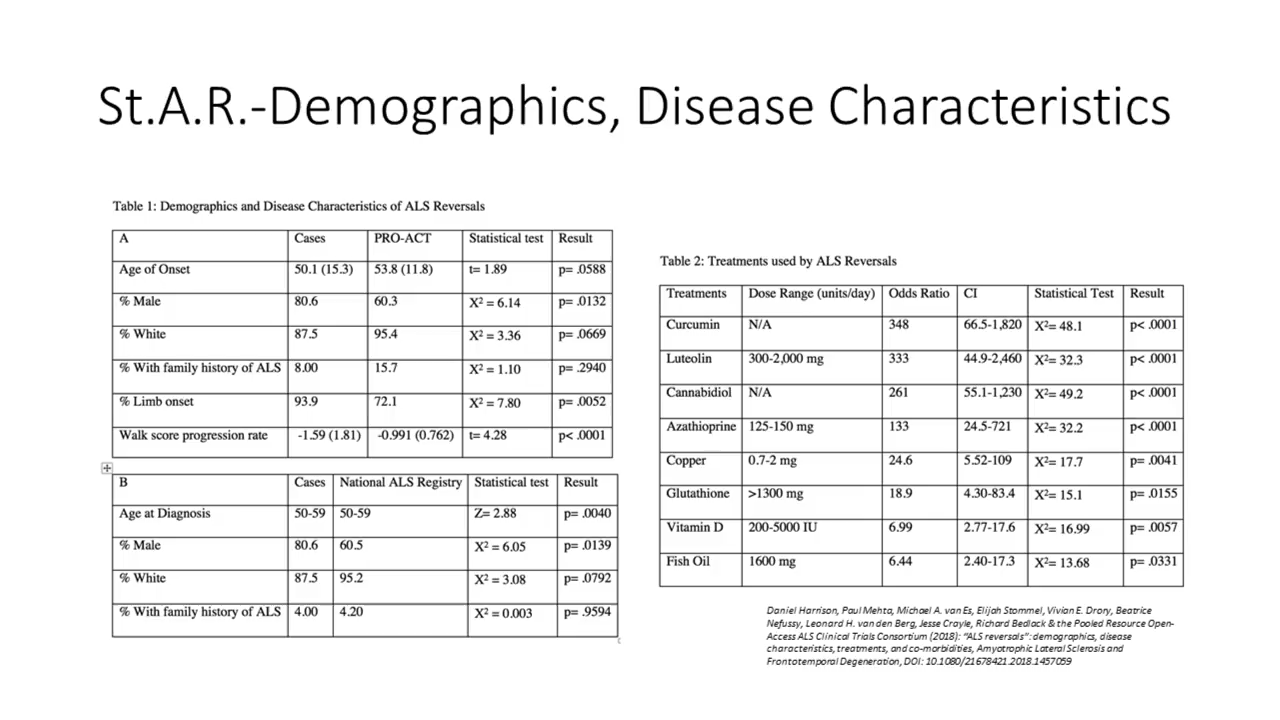 St.A.R.-Demographics, Disease Characteristics
Table 1: Demographics and Disease Characteristics of ALS Reversals
A Cases PRO-ACT Statistical test Result
Age of Onset 50.1 (15.3) 53.8 (11.8) t= 1.89 p= .0588
% Male 80.6 60.3 X² = 6.14 p= .0132
% White 87.5 95.4 X² = 3.36 p= .0669
% With family history of ALS 8.00 15.7 X² = 1.10 p= .2940
% Limb onset 93.9 72.1 X² = 7.80 p= .0052
Walk score progression rate -1.59 (1.81) -0.991 (0.762) t= 4.28 p< .0001
B Cases National ALS Registry Statistical test Result
Age at Diagnosis 50-59 50-59 Z= 2.88 p= .0040
% Male 80.6 60.5 X² = 6.05 p= .0139
% White 87.5 95.2 X² = 3.08 p= .0792
% With family history of ALS 4.00 4.20 X² = 0.003 p= .9594
Table 2: Treatments used by ALS Reversals
Treatments Dose Range (units/day) Odds Ratio CI Statistical Test Result
Curcumin N/A 348 66.5-1,820 X²= 48.1 p< .0001
Luteolin 300-2,000 mg 333 44.9-2,460 X²= 32.3 p< .0001
Cannabidiol N/A 261 55.1-1,230 X²= 49.2 p< .0001
Azathioprine 125-150 mg 133 24.5-721 X²= 32.2 p< .0001
Copper 0.7-2 mg 24.6 5.52-109 X²= 17.7 p= .0041
Glutathione >1300 mg 18.9 4.30-83.4 X²= 15.1 p= .0155
Vitamin D 200-5000 IU 6.99 2.77-17.6 X²= 16.99 p= .0057
Fish Oil 1600 mg 6.44 2.40-17.3 X²= 13.68 p= .0331
Daniel Harrison, Paul Mehta, Michael A. van Es, Elijah Stommel, Vivian E. Drory, Beatrice
Nefussy, Leonard H. van den Berg, Jesse Crayle, Richard Bedlack & the Pooled Resource Open-
Access ALS Clinical Trials Consortium (2018): "ALS reversals": demographics, disease
characteristics, treatments, and co-morbidities, Amyotrophic Lateral Sclerosis and
Frontotemporal Degeneration, DOI: 10.1080/21678421.2018.1457059